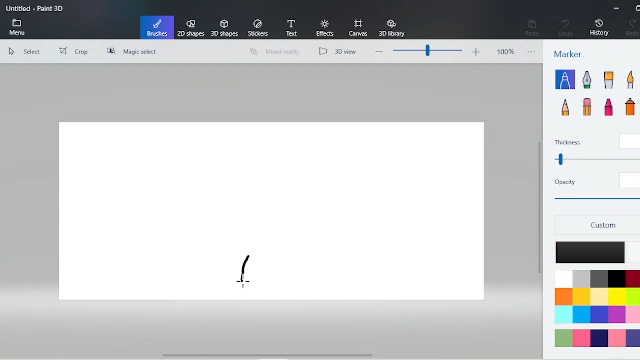 Untitled - Paint 3D
Menu
Brushes
2D shapes
3D shapes
Stickers
Text
Effects
Canvas
3D library
Paste
Undo
History
Redo
Select
Crop
Magic select
Mixed reality
3D view
100%
Marker
Thickness
Opacity
Custom